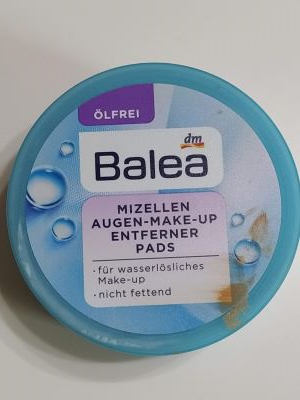 ÖLFREI
dm
Balea
MIZELLEN
AUGEN-MAKE-UP
ENTFERNER
PADS
· für wasserlösliches
Make-up
· nicht fettend